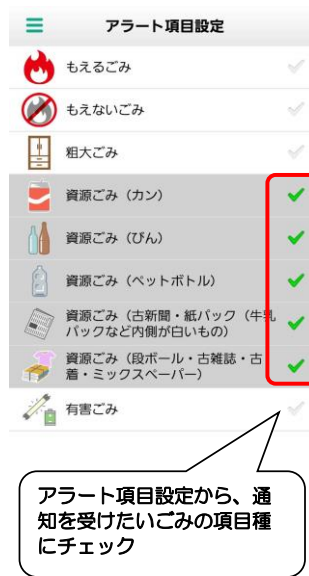 アラート項目設定
もえるごみ
もえないごみ
粗大ごみ
資源ごみ（カン）
資源ごみ（びん）
資源ごみ（ペットボトル）
資源ごみ（古新聞・紙パック（牛乳
パックなど内側が白いもの）
資源ごみ（段ボール・古雑誌・古
着・ミックスペーパー）
有害ごみ
アラート項目設定から、通
知を受けたいごみの項目種
にチェック